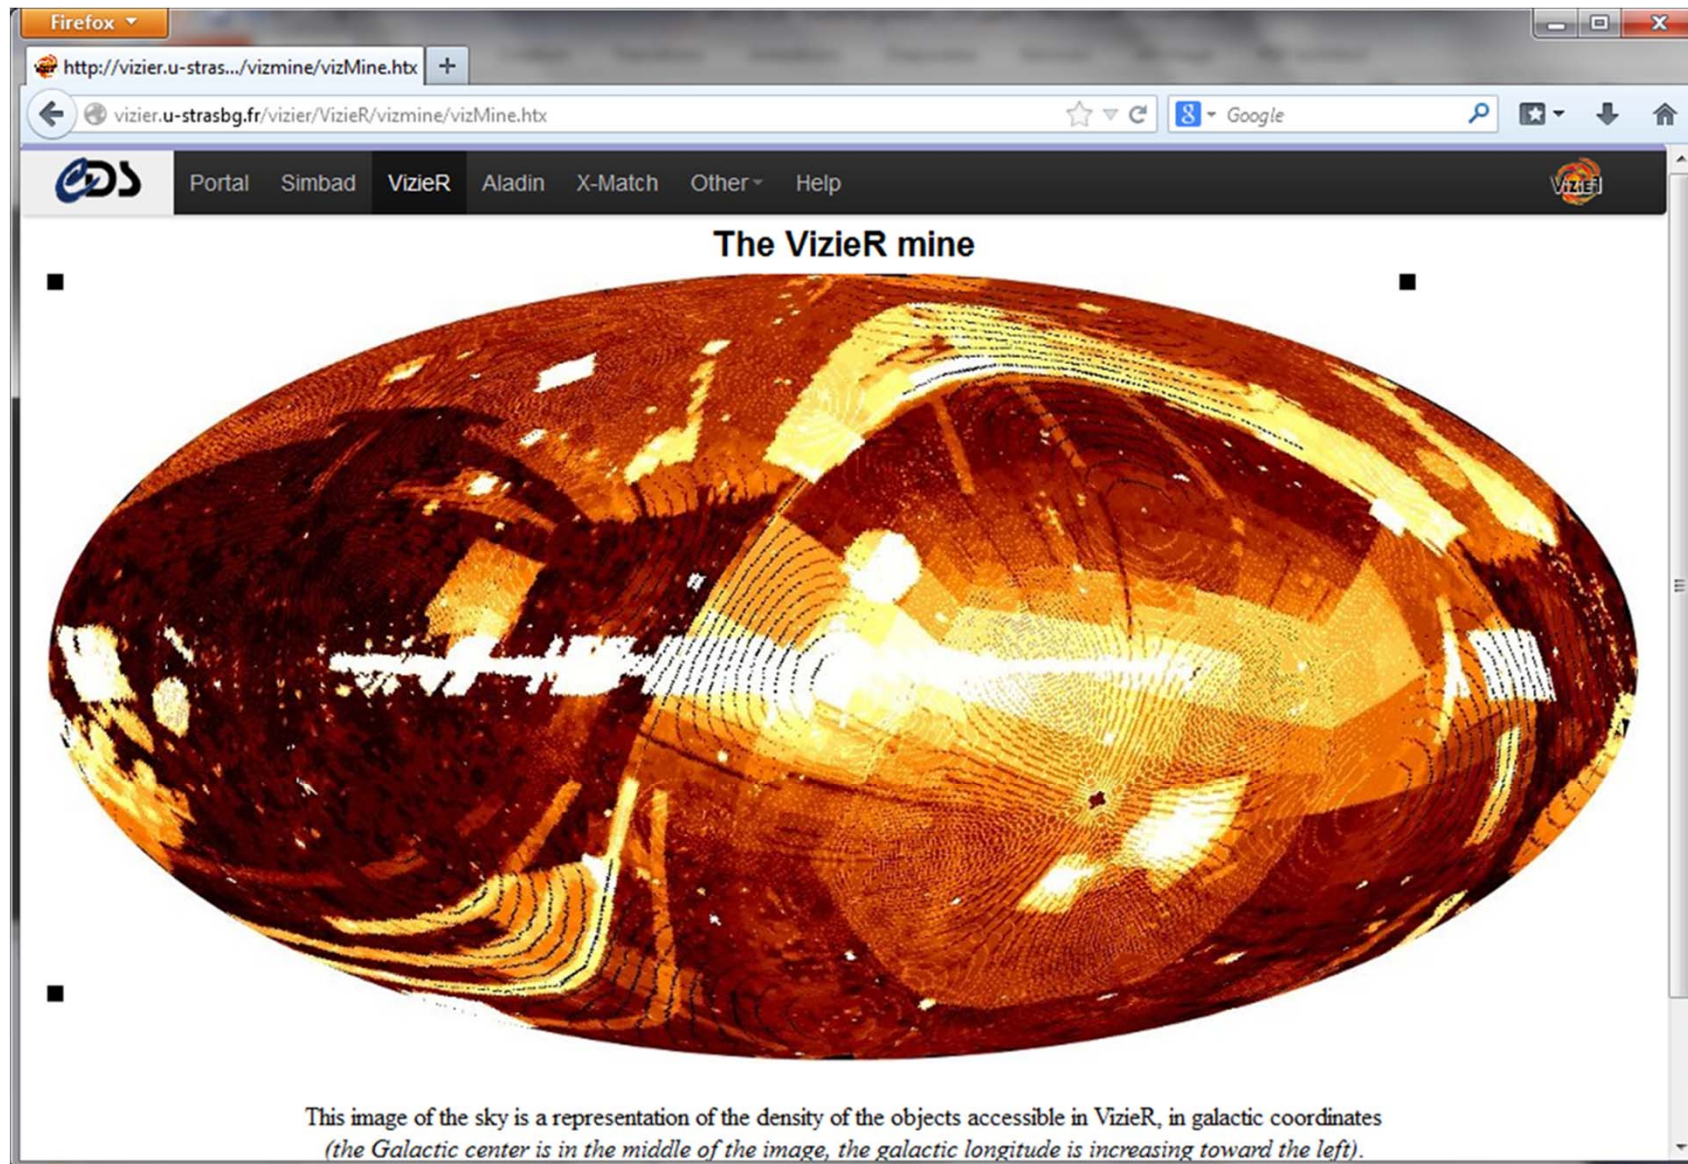 Firefox
http://vizier.u-stras.../vizmine/vizMine.htx
vizier.u-strasbg.fr/vizier/VizieR/vizmine/vizMine.htx
8 Google
CDS Portal Simbad VizieR Aladin X-Match Other Help VizieR
The VizieR mine
This image of the sky is a representation of the density of the objects accessible in VizieR, in galactic coordinates
(the Galactic center is in the middle of the image, the galactic longitude is increasing toward the left).